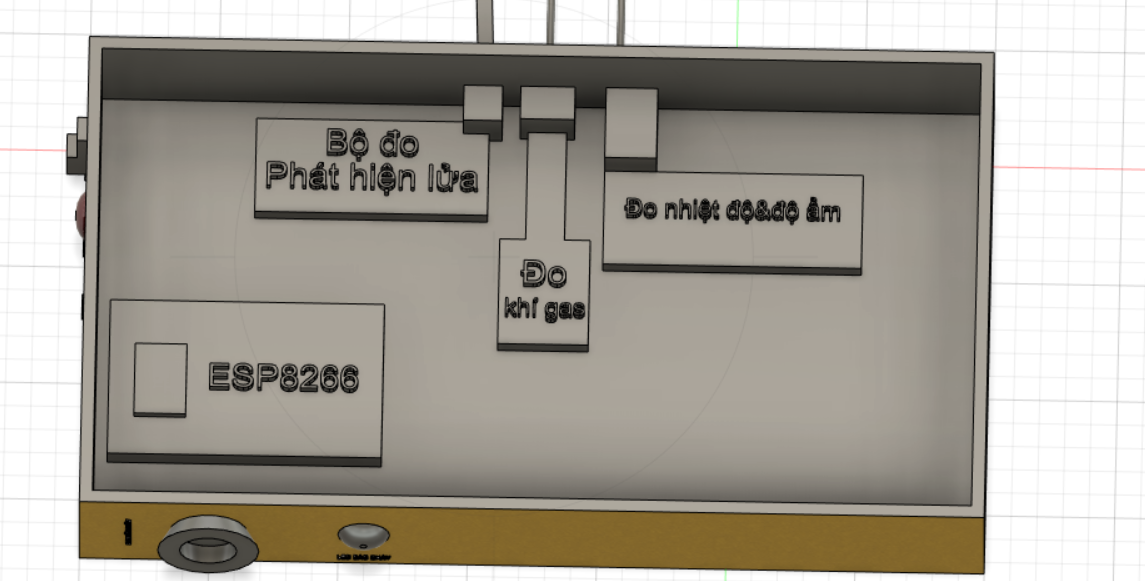 Bộ đo
Phát hiện lửa
Đo nhiệt độ&độ ẩm
Đo
khí gas
ESP8266